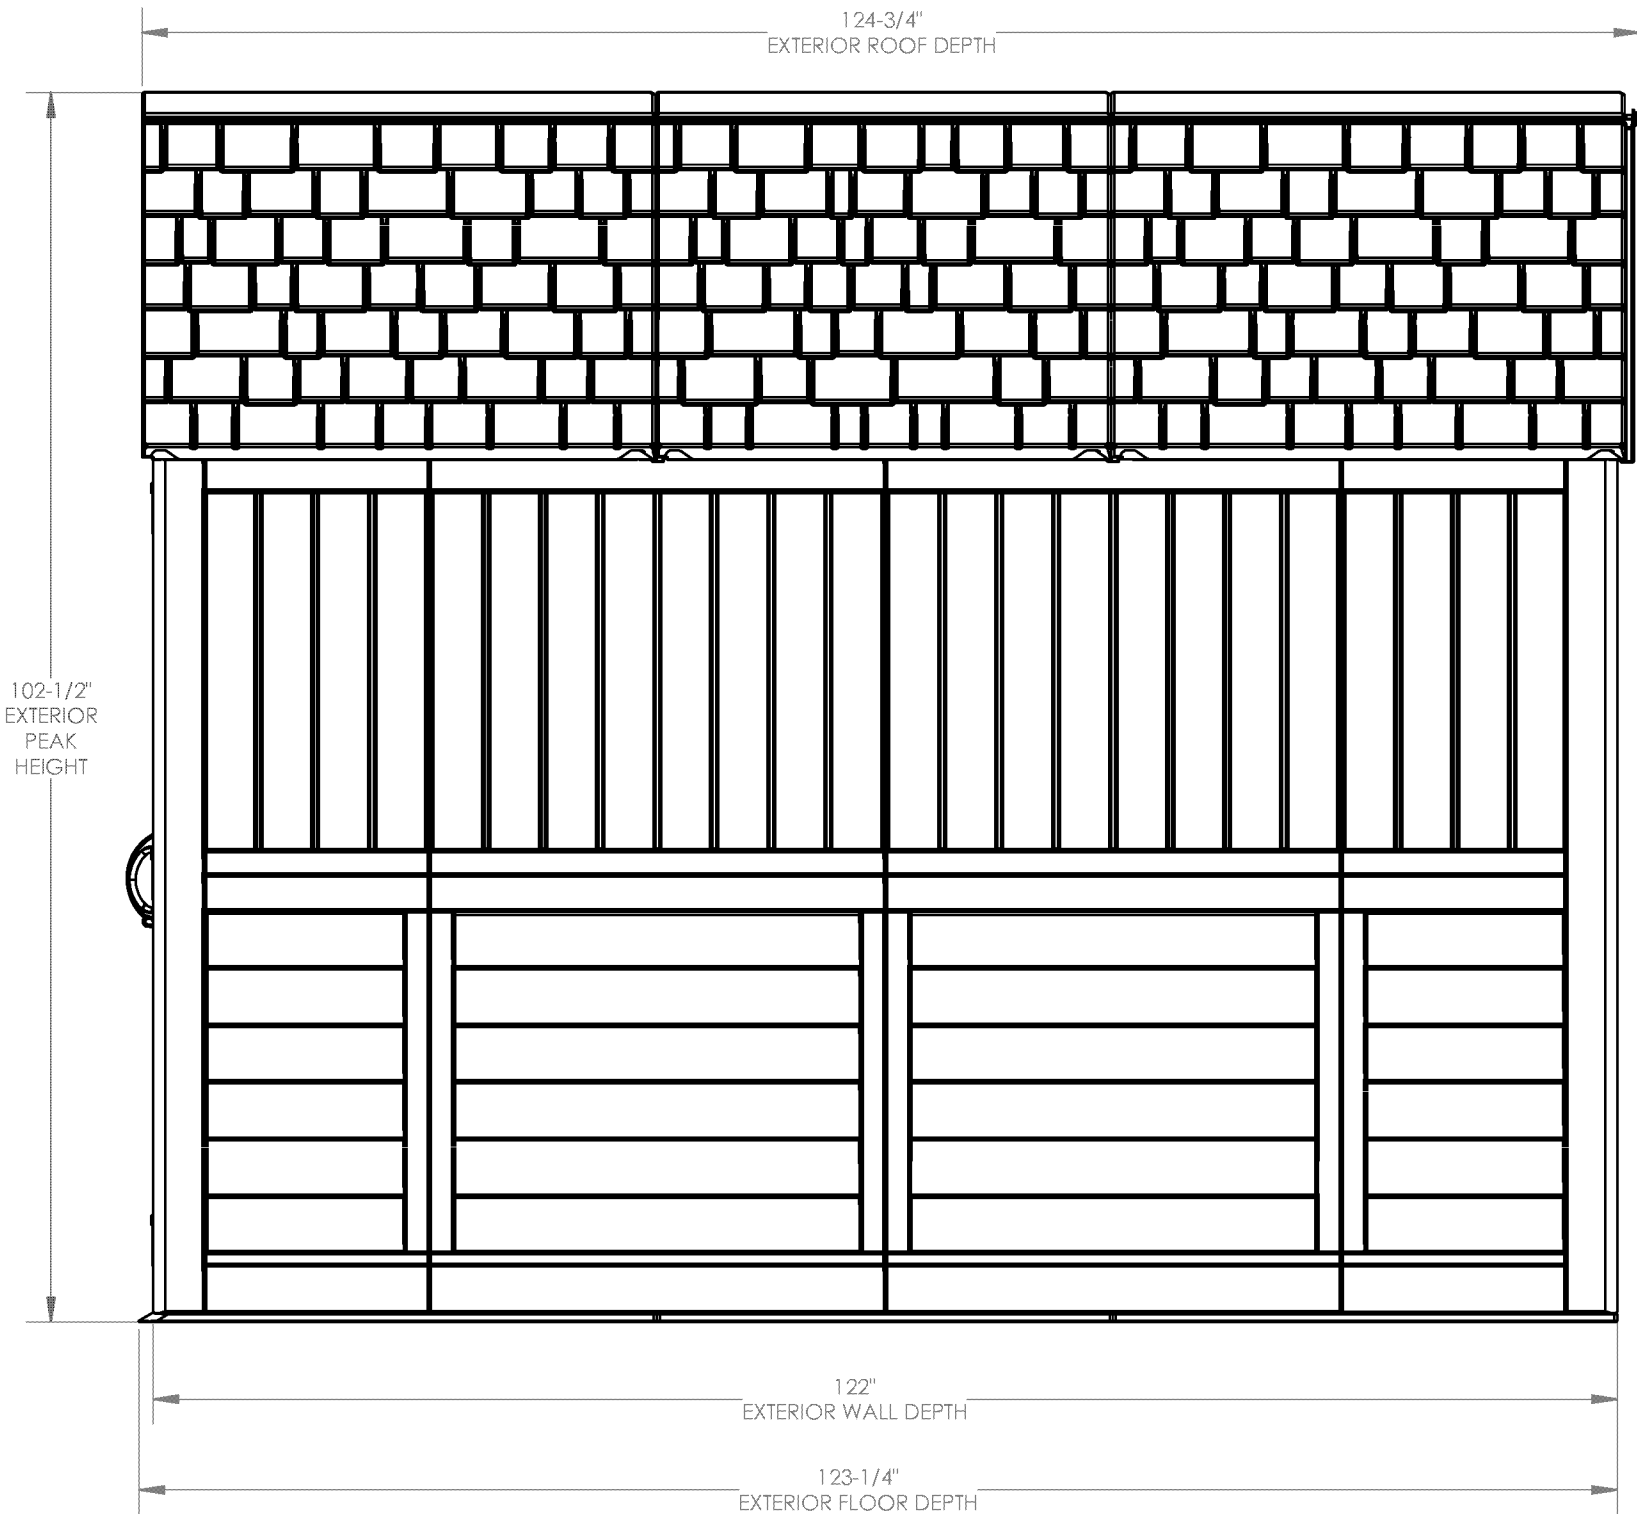 124-3/4"
EXTERIOR ROOF DEPTH
102-1/2"
EXTERIOR
PEAK
HEIGHT
122"
EXTERIOR WALL DEPTH
123-1/4"
EXTERIOR FLOOR DEPTH